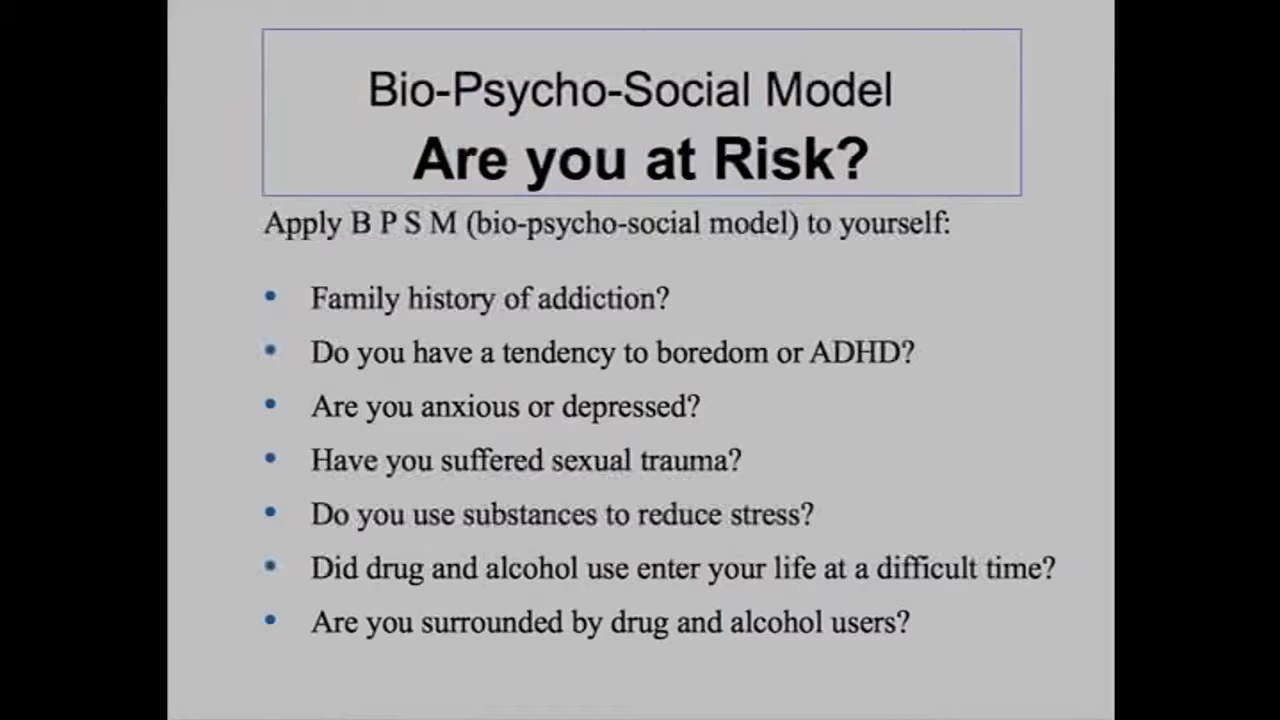 Bio-Psycho-Social Model
Are you at Risk?
Apply B P S M (bio-psycho-social model) to yourself:
• Family history of addiction?
• Do you have a tendency to boredom or ADHD?
• Are you anxious or depressed?
• Have you suffered sexual trauma?
• Do you use substances to reduce stress?
• Did drug and alcohol use enter your life at a difficult time?
• Are you surrounded by drug and alcohol users?